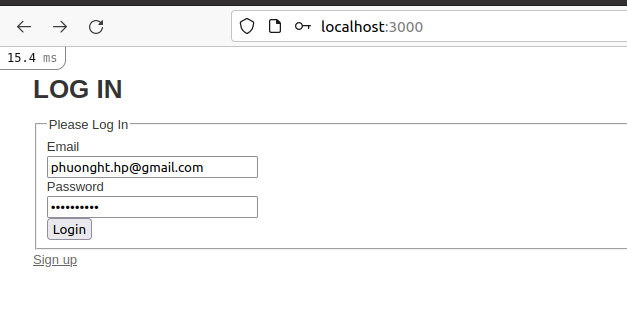 localhost:3000
15.4 ms
LOG IN
Please Log In
Email
phuonght.hp@gmail.com
Password
••••••••••
Login
Sign up